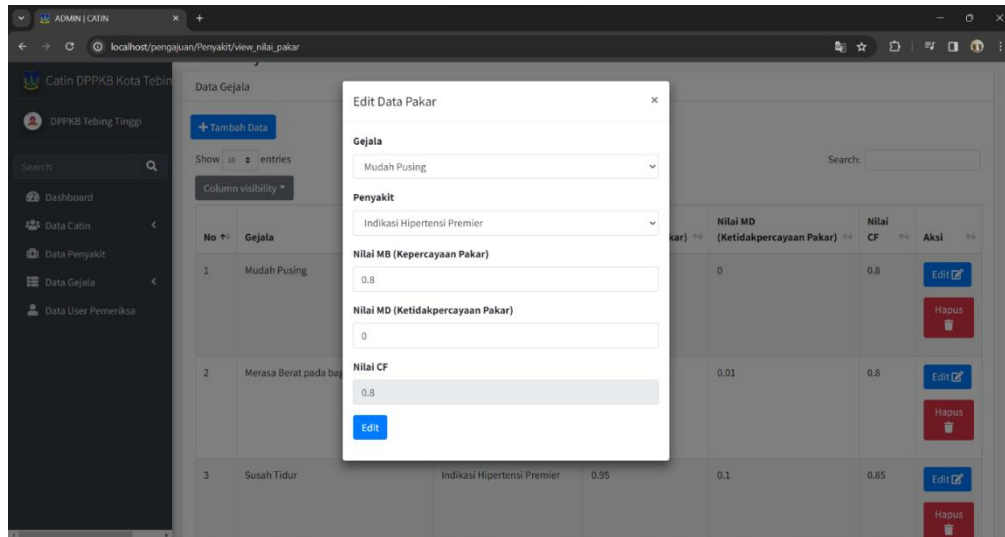 ADMIN | CATIN
localhost/pengajuan/Penyakit/view_nilai_pakar
Catin DPPKB Kota Tebin
DPPKB Tebing Tinggi
Search
Dashboard
Data Catin
Data Penyakit
Data Gejala
Data User Pemeriksa
Data Gejala
+ Tambah Data
Show 10 entries
Search:
Column visibility
No Gejala kar) Nilai MD (Ketidakpercayaan Pakar) Nilai CF Aksi
1 Mudah Pusing 0 0.8 Edit
Hapus
2 Merasa Berat pada bag 0.01 0.8 Edit
Hapus
3 Susah Tidur Indikasi Hipertensi Premier 0.95 0.1 0.85 Edit
Hapus
Edit Data Pakar ×
Gejala
Mudah Pusing
Penyakit
Indikasi Hipertensi Premier
Nilai MB (Kepercayaan Pakar)
0.8
Nilai MD (Ketidakpercayaan Pakar)
0
Nilai CF
0.8
Edit